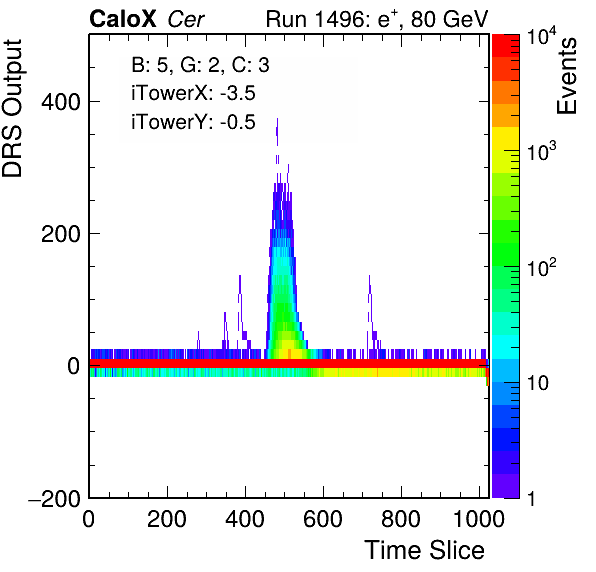 CaloX Cer Run 1496: e⁺, 80 GeV
B: 5, G: 2, C: 3
iTowerX: -3.5
iTowerY: -0.5
DRS Output
400
200
0
−200
0 200 400 600 800 1000
Time Slice
Events
10⁴
10³
10²
10
1